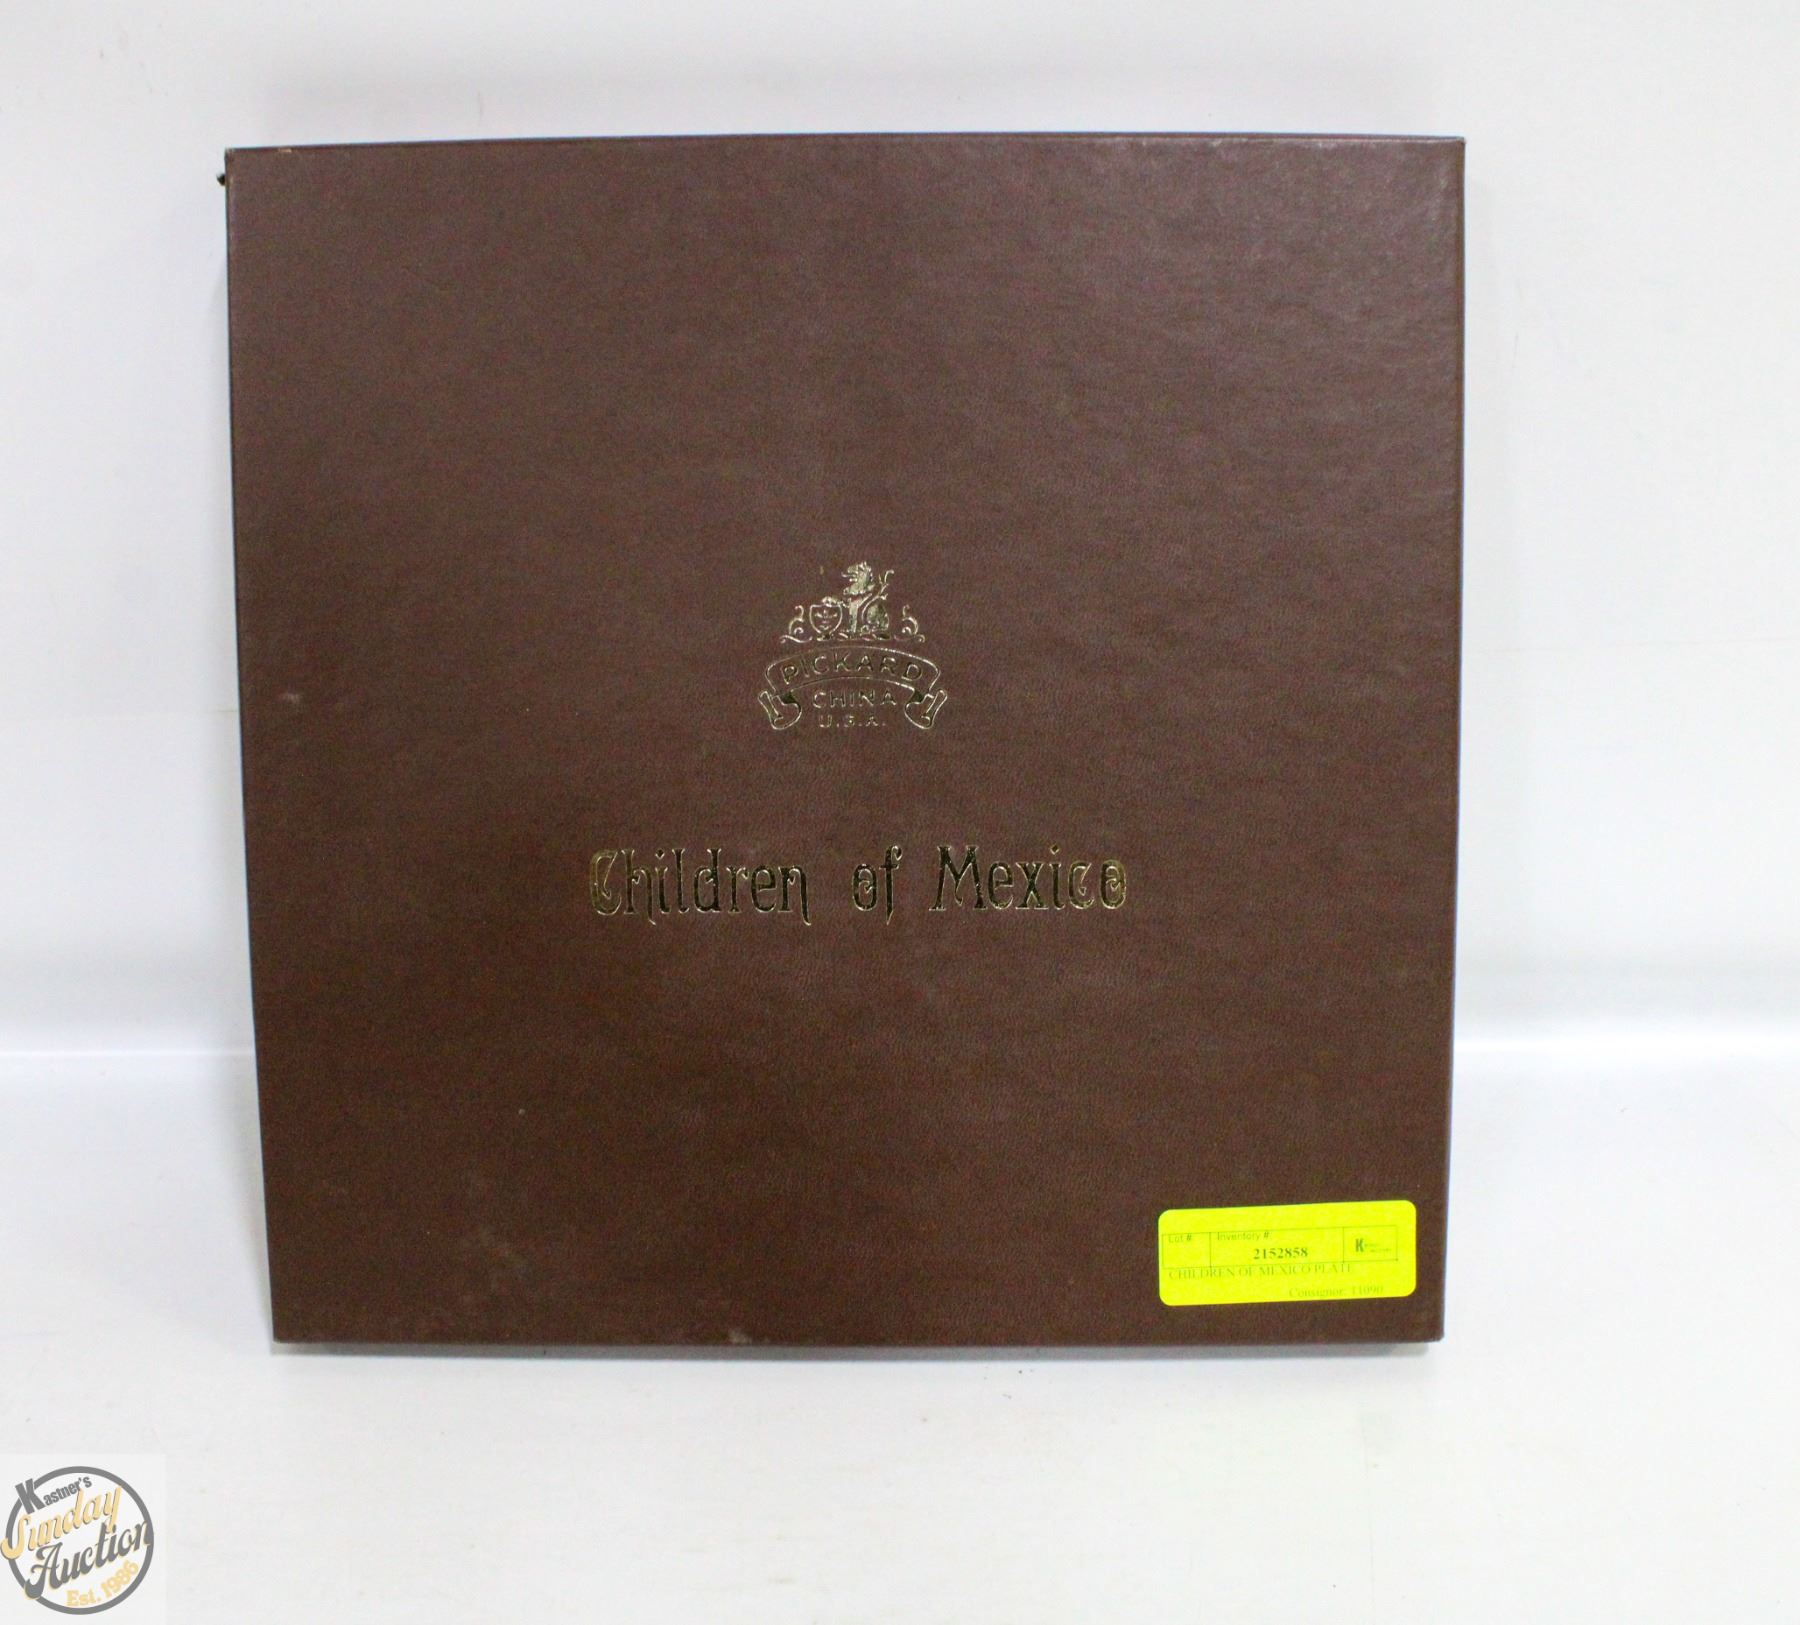 PICKARD
CHINA
U.S.A.
Children of Mexico
Lot #
Inventory #
2152858
K
CHILDREN OF MEXICO PLATE
Consignor: 11090
Kastner's
Sunday
Auction
Est. 1986